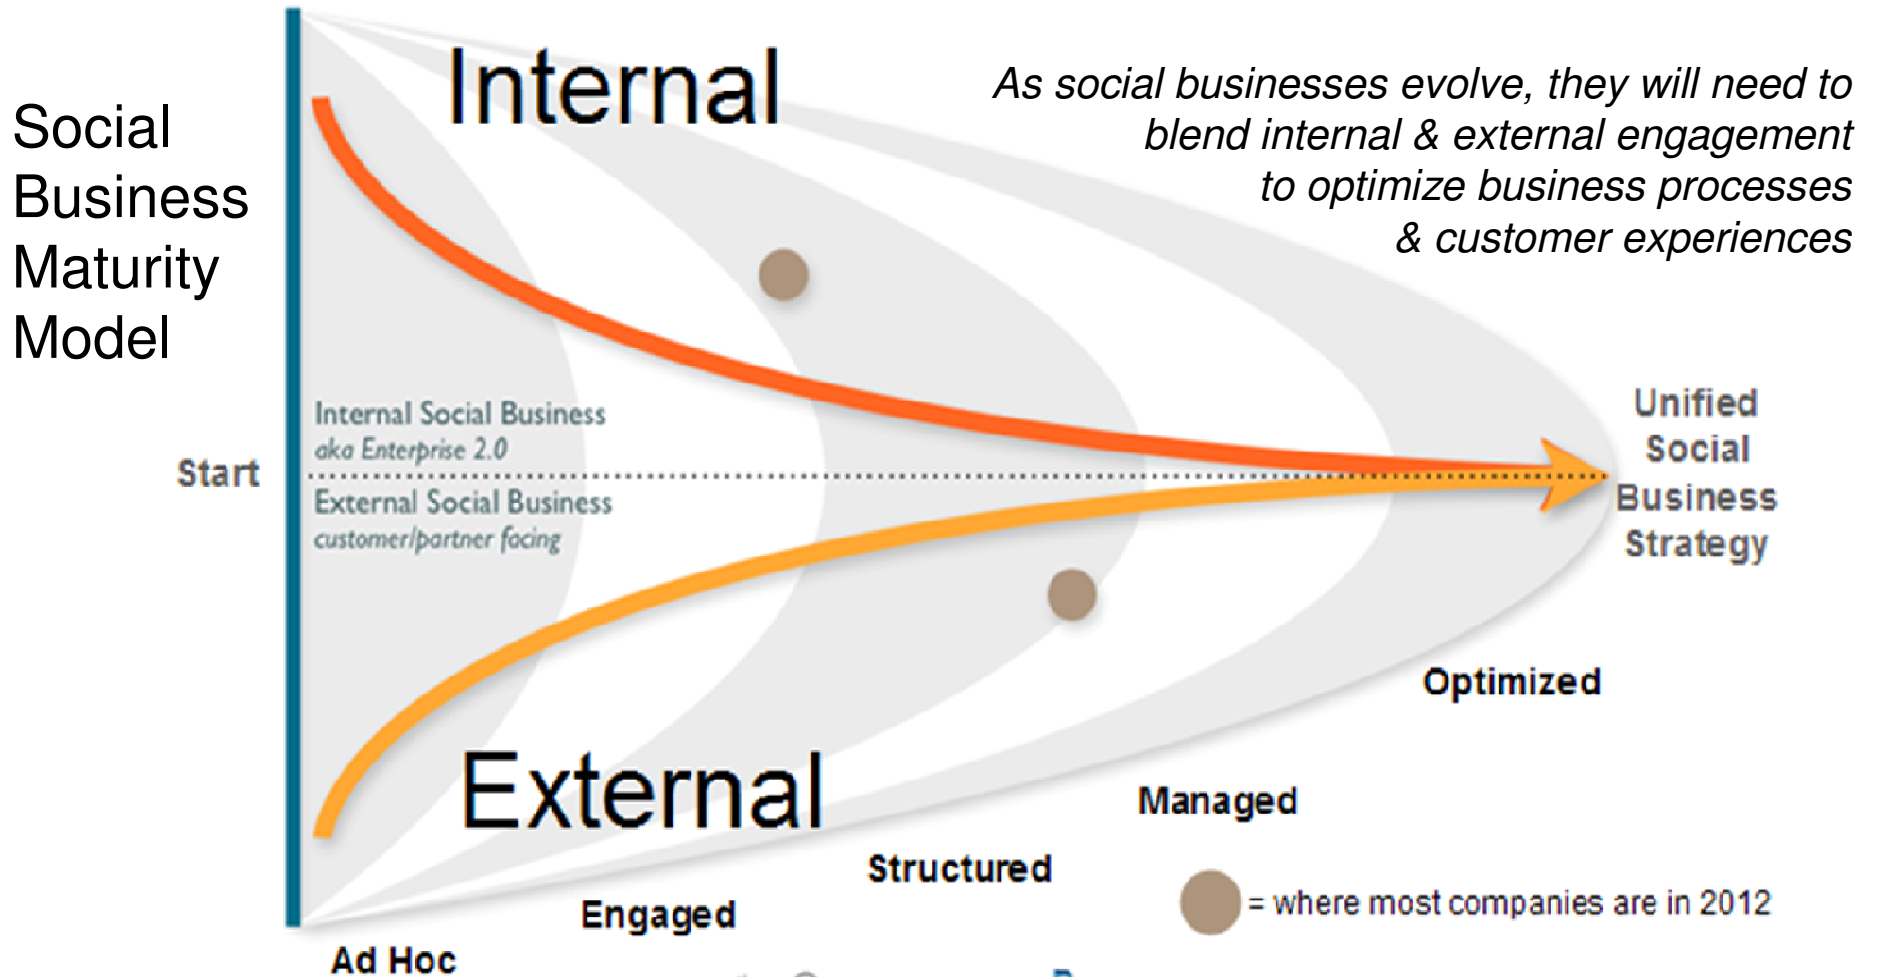 Social
Business
Maturity
Model
Internal
As social businesses evolve, they will need to
blend internal & external engagement
to optimize business processes
& customer experiences
Internal Social Business
aka Enterprise 2.0
Start
External Social Business
customer/partner facing
Unified
Social
Business
Strategy
External
Optimized
Managed
Structured
Engaged
Ad Hoc
= where most companies are in 2012